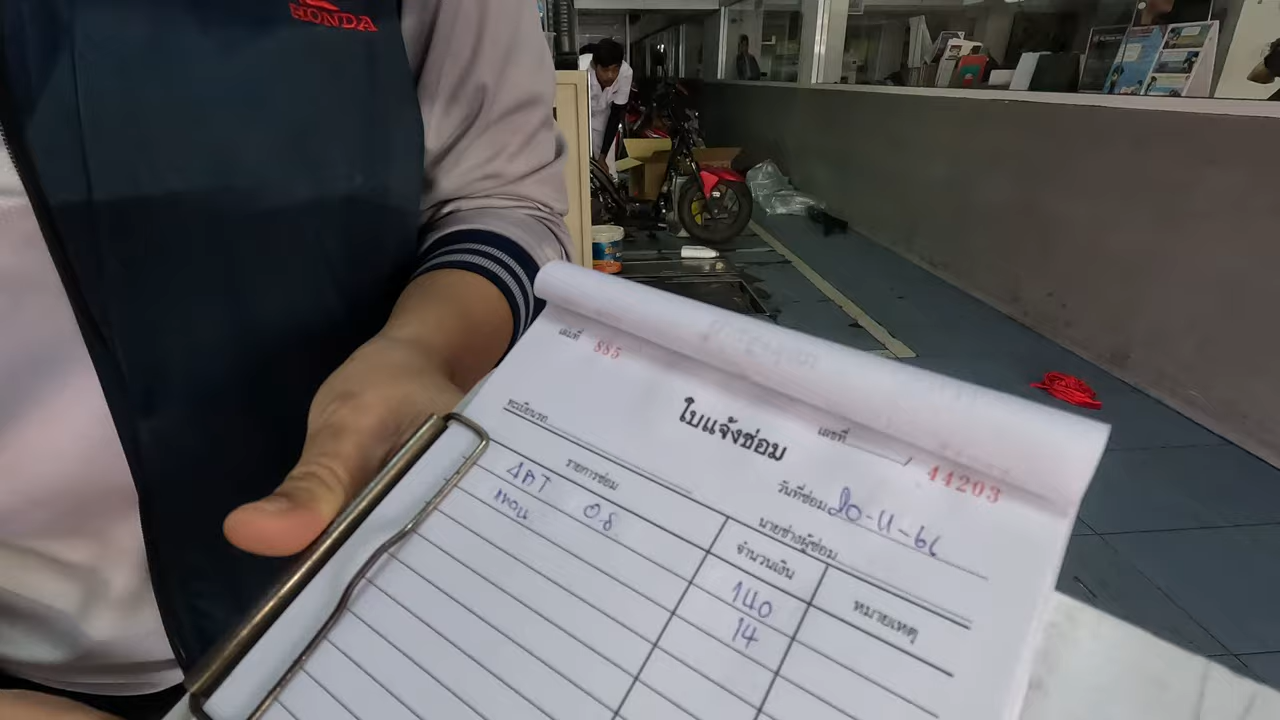 HONDA
เล่มที่ 885
ใบแจ้งซ่อม
เลขที่ 44203
ทะเบียนรถ
วันที่ซ่อม 20-11-66
รายการซ่อม
นายช่างผู้ซ่อม
จำนวนเงิน
หมายเหตุ
4AT 0.8 140
14